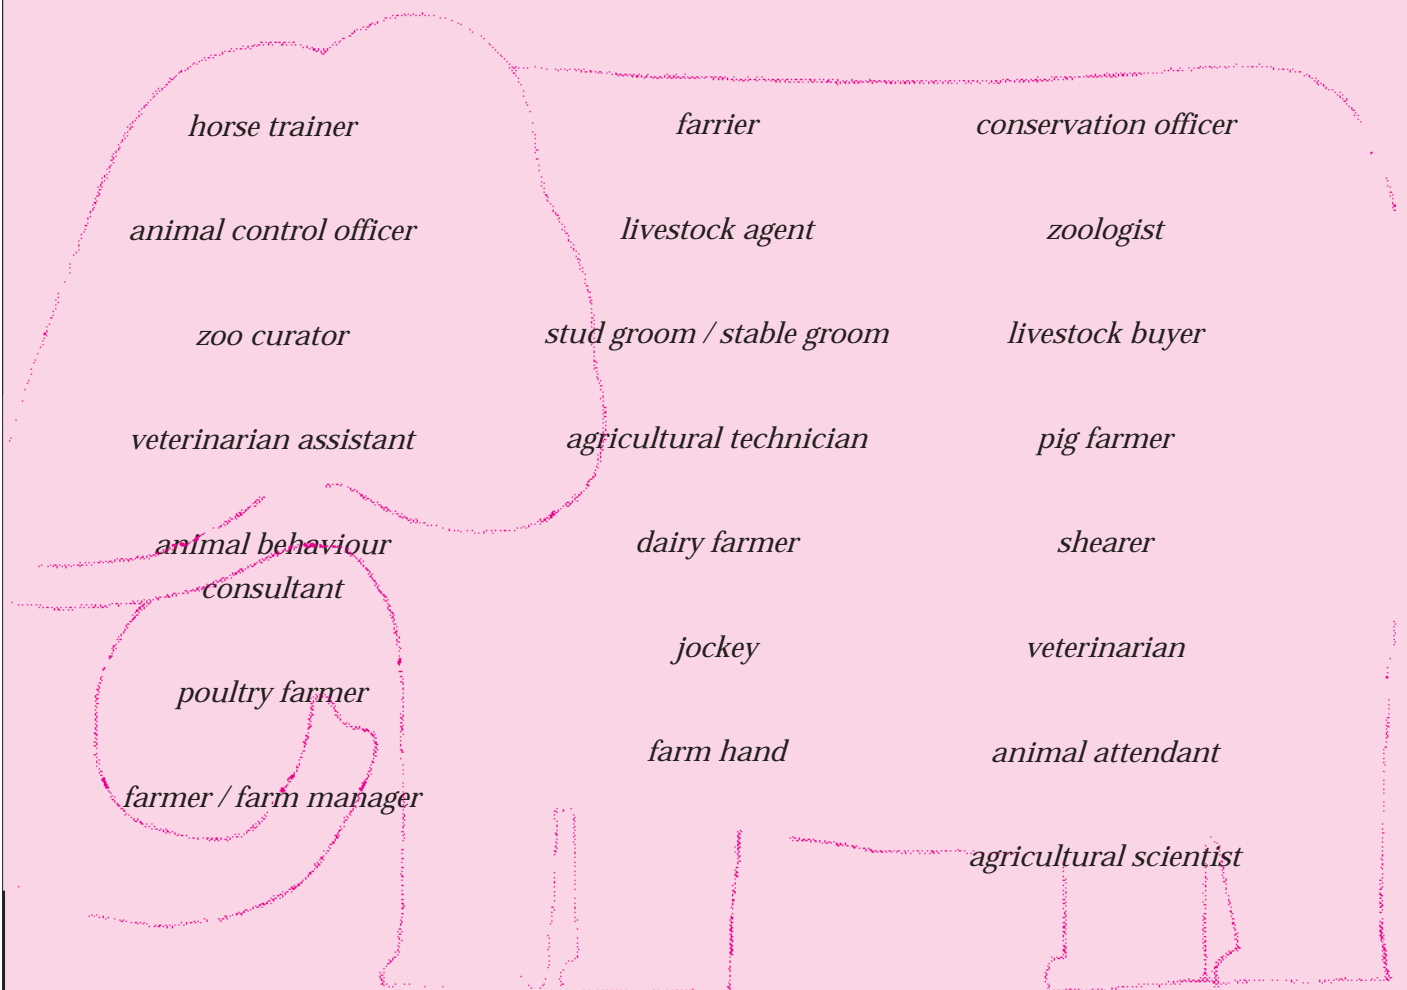 horse trainer
animal control officer
zoo curator
veterinarian assistant
animal behaviour
consultant
poultry farmer
farmer / farm manager
farrier
livestock agent
stud groom / stable groom
agricultural technician
dairy farmer
jockey
farm hand
conservation officer
zoologist
livestock buyer
pig farmer
shearer
veterinarian
animal attendant
agricultural scientist